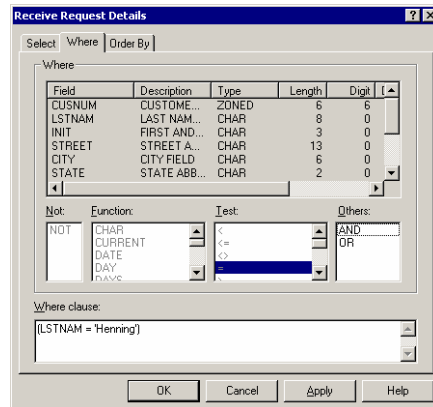 Receive Request Details
Select Where Order By
Where
Field Description Type Length Digit
CUSNUM CUSTOME... ZONED 6 6
LSTNAM LAST NAM... CHAR 8 0
INIT FIRST AND... CHAR 3 0
STREET STREET A... CHAR 13 0
CITY CITY FIELD CHAR 6 0
STATE STATE ABB... CHAR 2 0
Not: Function: Test: Others:
NOT CHAR < AND
CURRENT <= OR
DATE <>
DAY =
DAYS >
Where clause:
(LSTNAM = 'Henning')
OK Cancel Apply Help